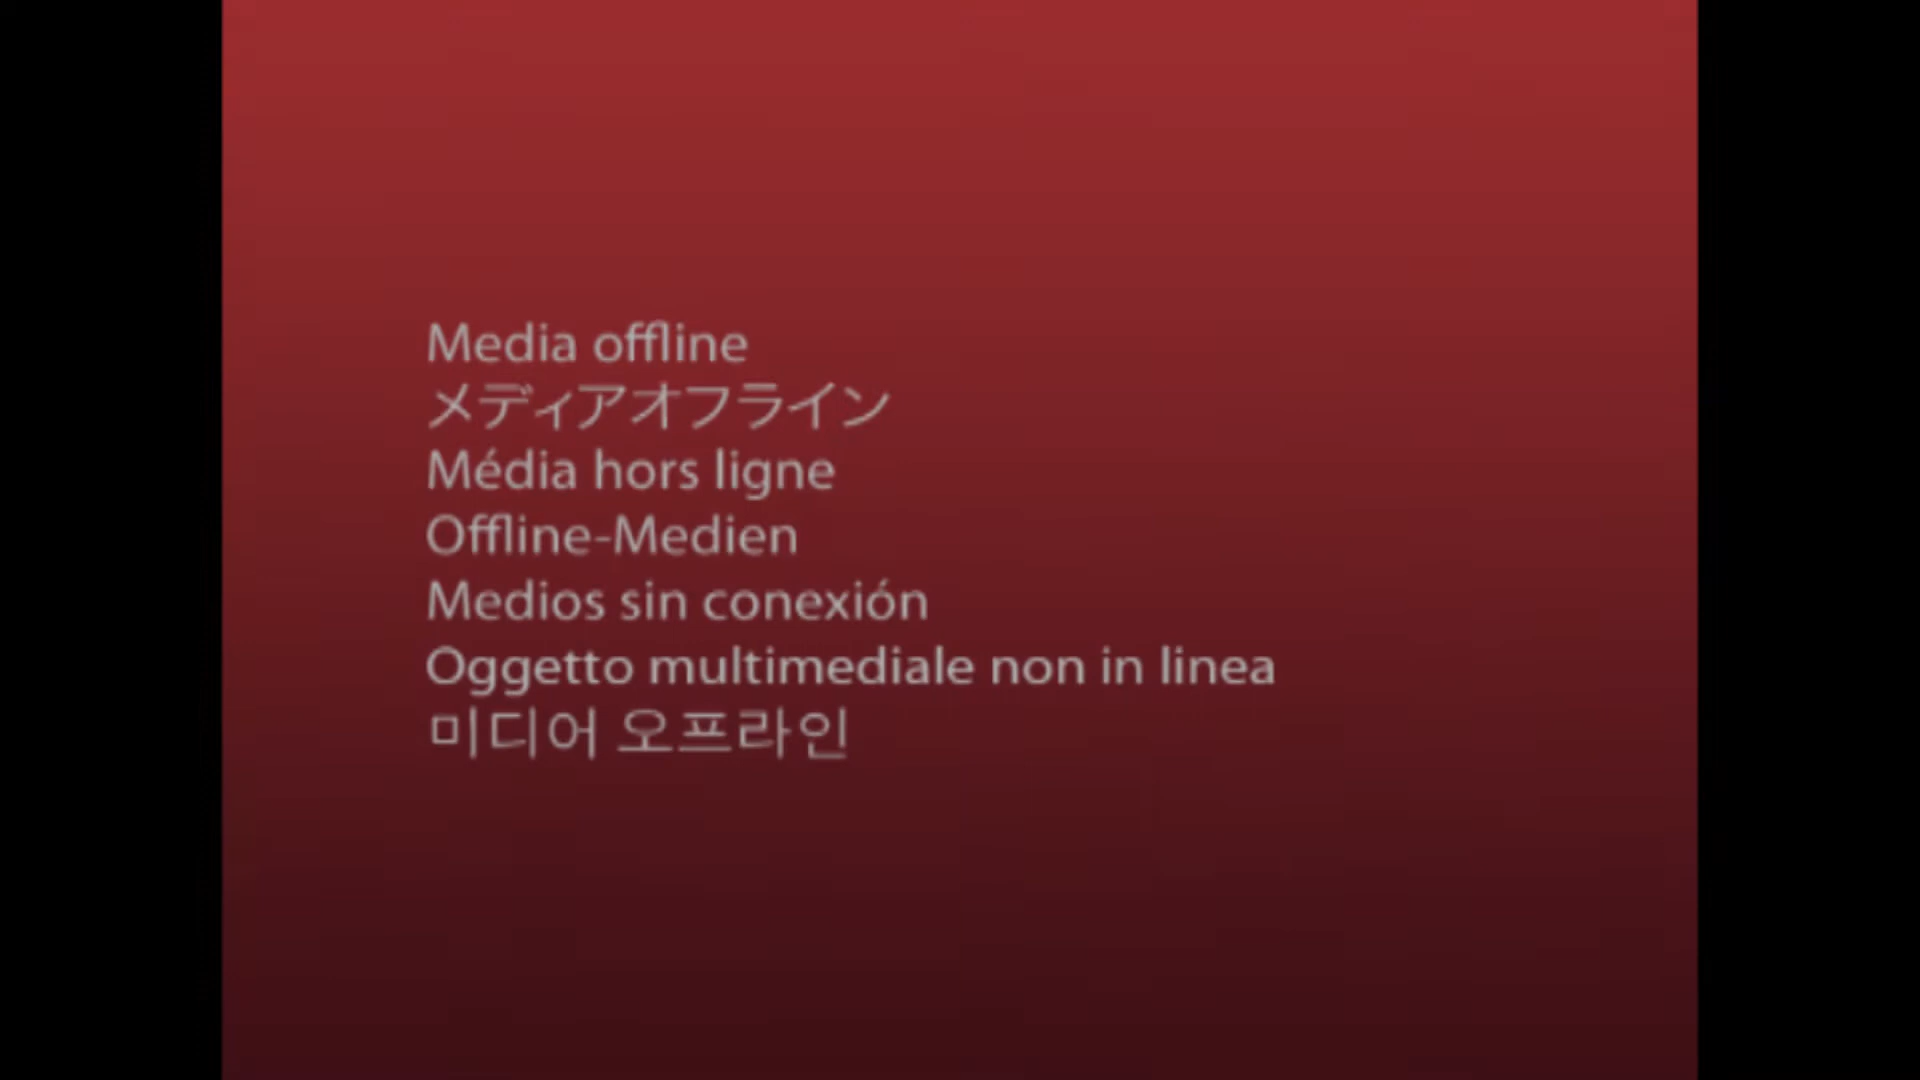 Media offline
メディアオフライン
Média hors ligne
Offline-Medien
Medios sin conexión
Oggetto multimediale non in linea
미디어 오프라인